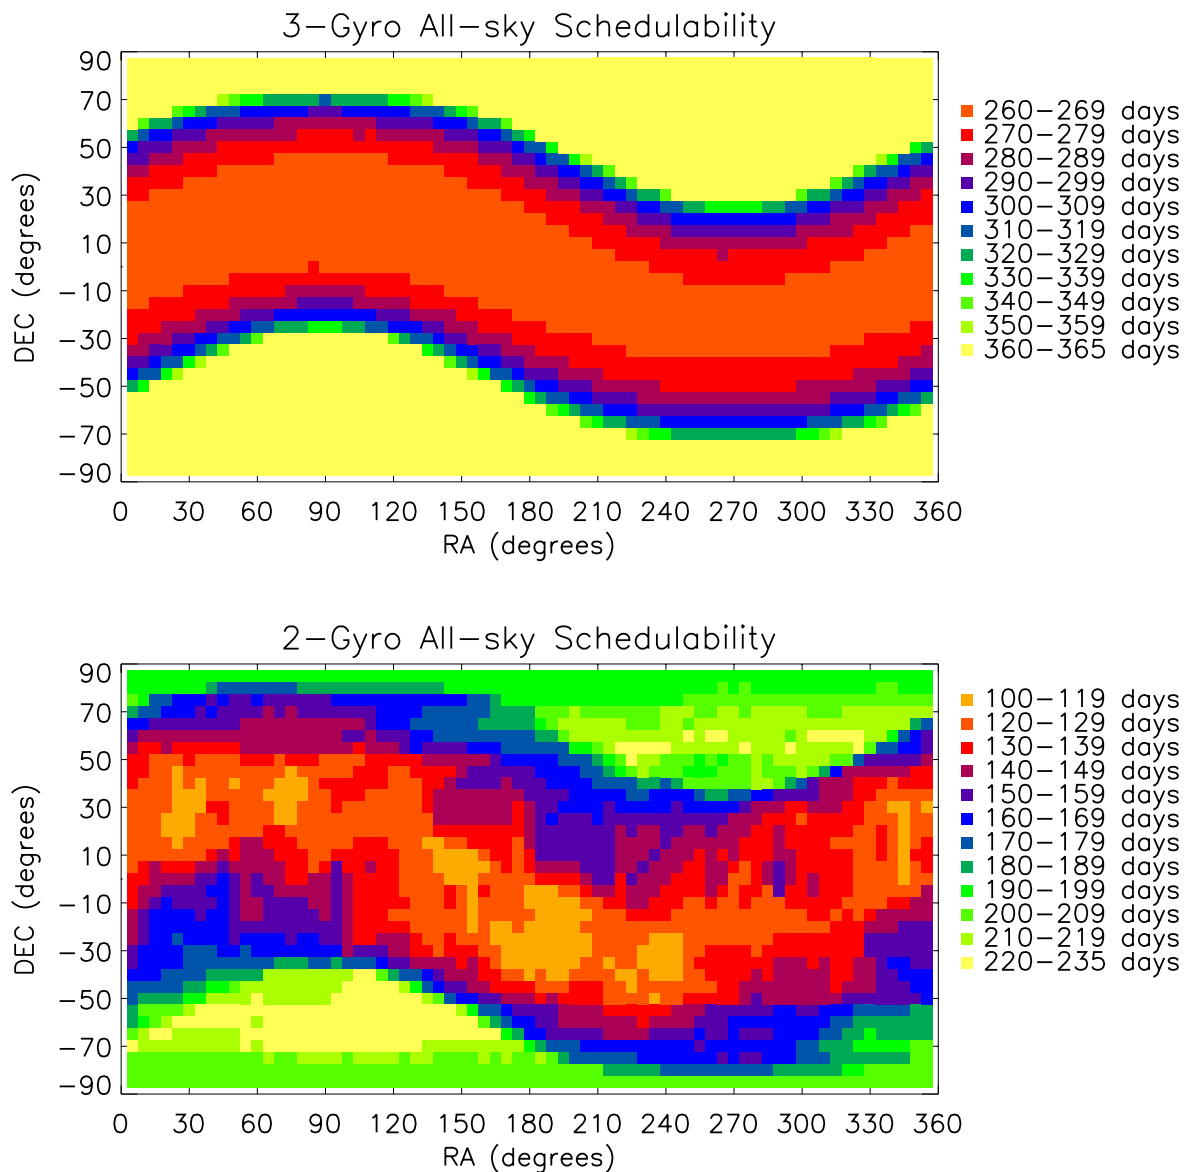 3-Gyro All-sky Schedulability
90
70
50
30
10
-10
-30
-50
-70
-90
DEC (degrees)
0 30 60 90 120 150 180 210 240 270 300 330 360
RA (degrees)
260-269 days
270-279 days
280-289 days
290-299 days
300-309 days
310-319 days
320-329 days
330-339 days
340-349 days
350-359 days
360-365 days
2-Gyro All-sky Schedulability
90
70
50
30
10
-10
-30
-50
-70
-90
DEC (degrees)
0 30 60 90 120 150 180 210 240 270 300 330 360
RA (degrees)
100-119 days
120-129 days
130-139 days
140-149 days
150-159 days
160-169 days
170-179 days
180-189 days
190-199 days
200-209 days
210-219 days
220-235 days